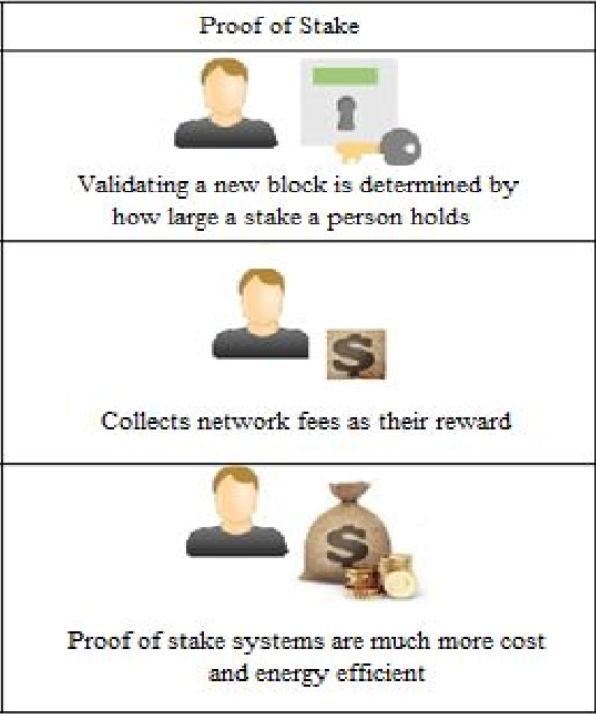 Proof of Stake
Validating a new block is determined by
how large a stake a person holds
$
Collects network fees as their reward
$
Proof of stake systems are much more cost
and energy efficient